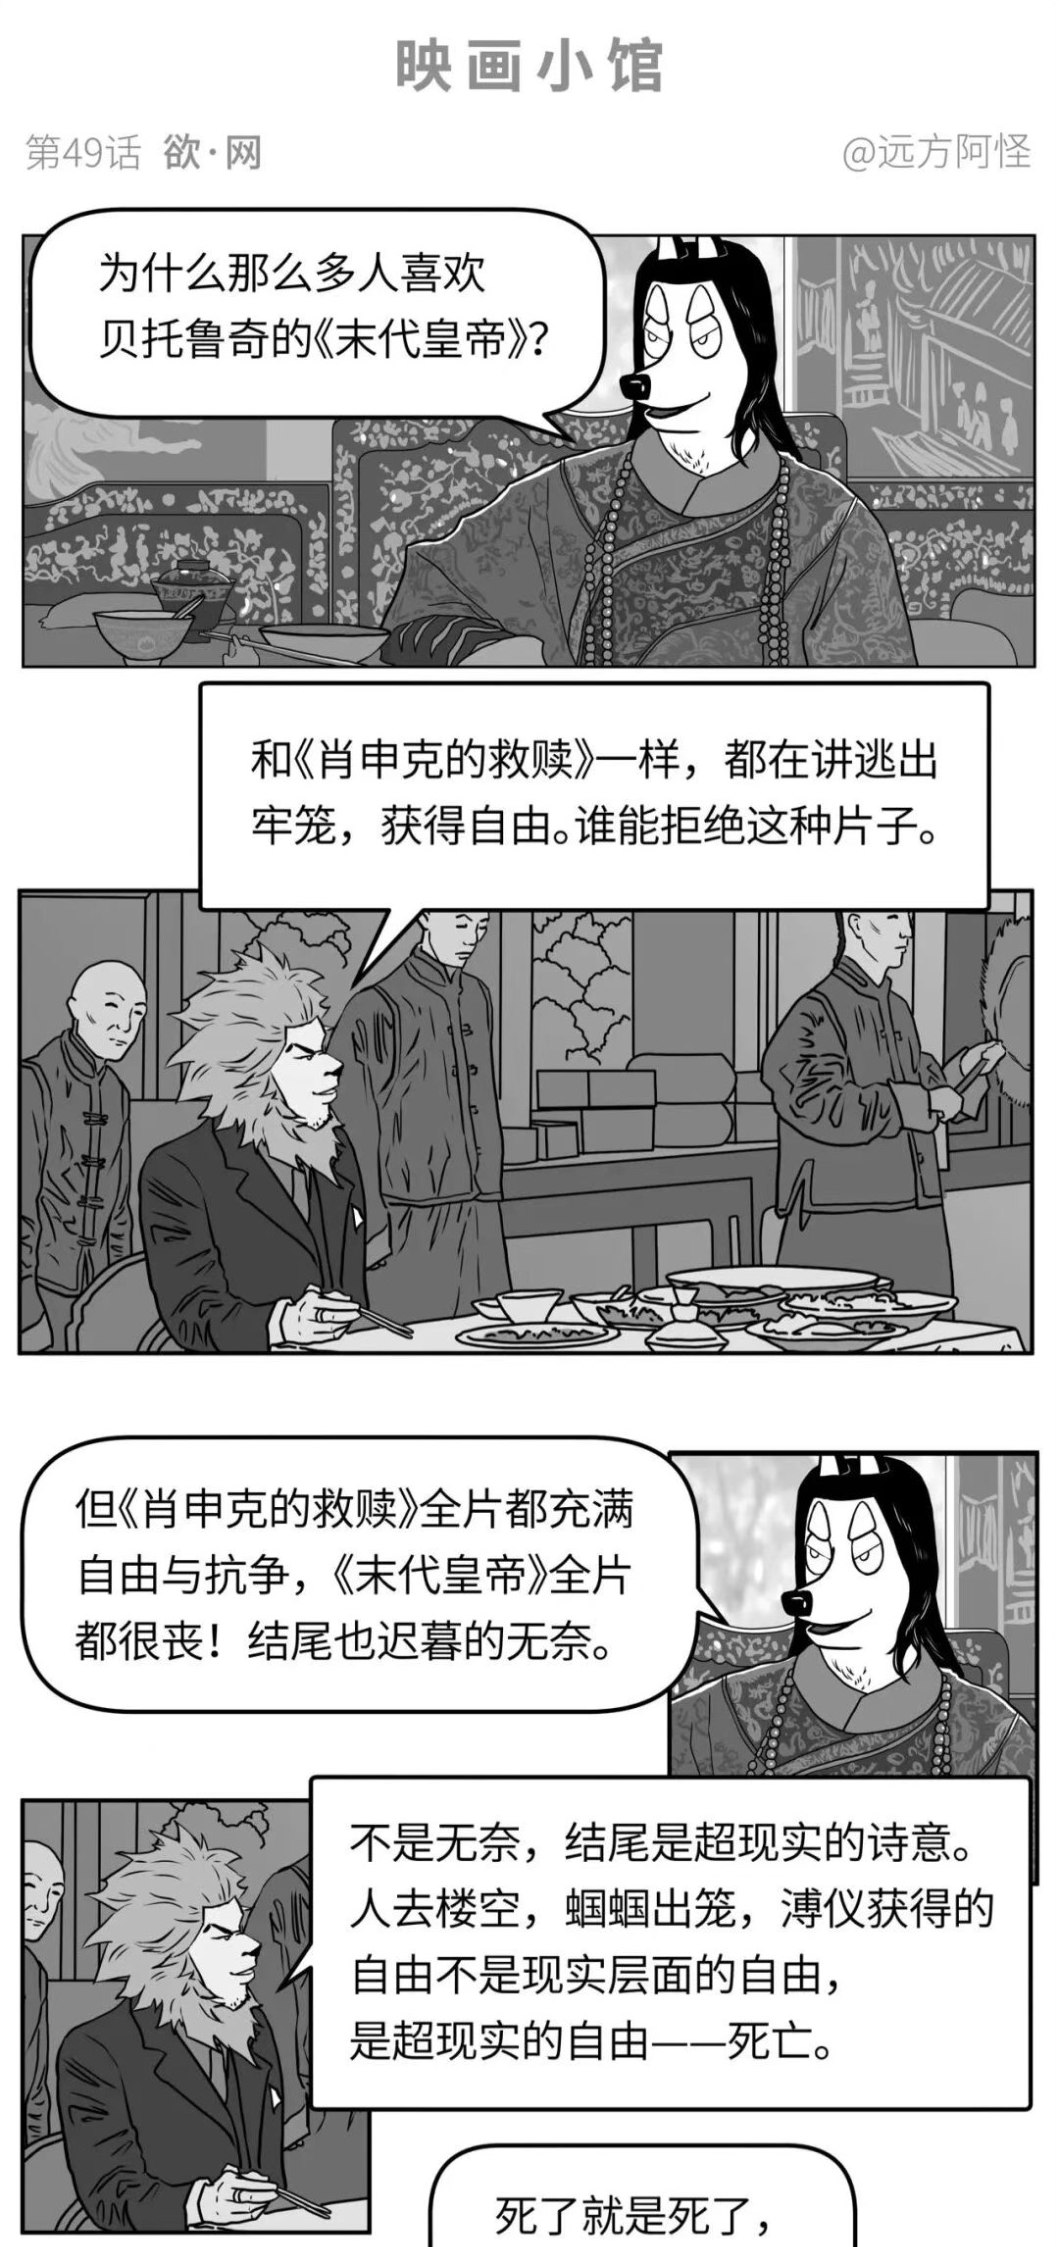 映画小馆
第49话 欲·网
@远方阿怪
为什么那么多人喜欢
贝托鲁奇的《末代皇帝》?
和《肖申克的救赎》一样，都在讲逃出
牢笼，获得自由。谁能拒绝这种片子。
但《肖申克的救赎》全片都充满
自由与抗争，《末代皇帝》全片
都很丧！结尾也迟暮的无奈。
不是无奈，结尾是超现实的诗意。
人去楼空，蝈蝈出笼，溥仪获得的
自由不是现实层面的自由，
是超现实的自由——死亡。
死了就是死了，